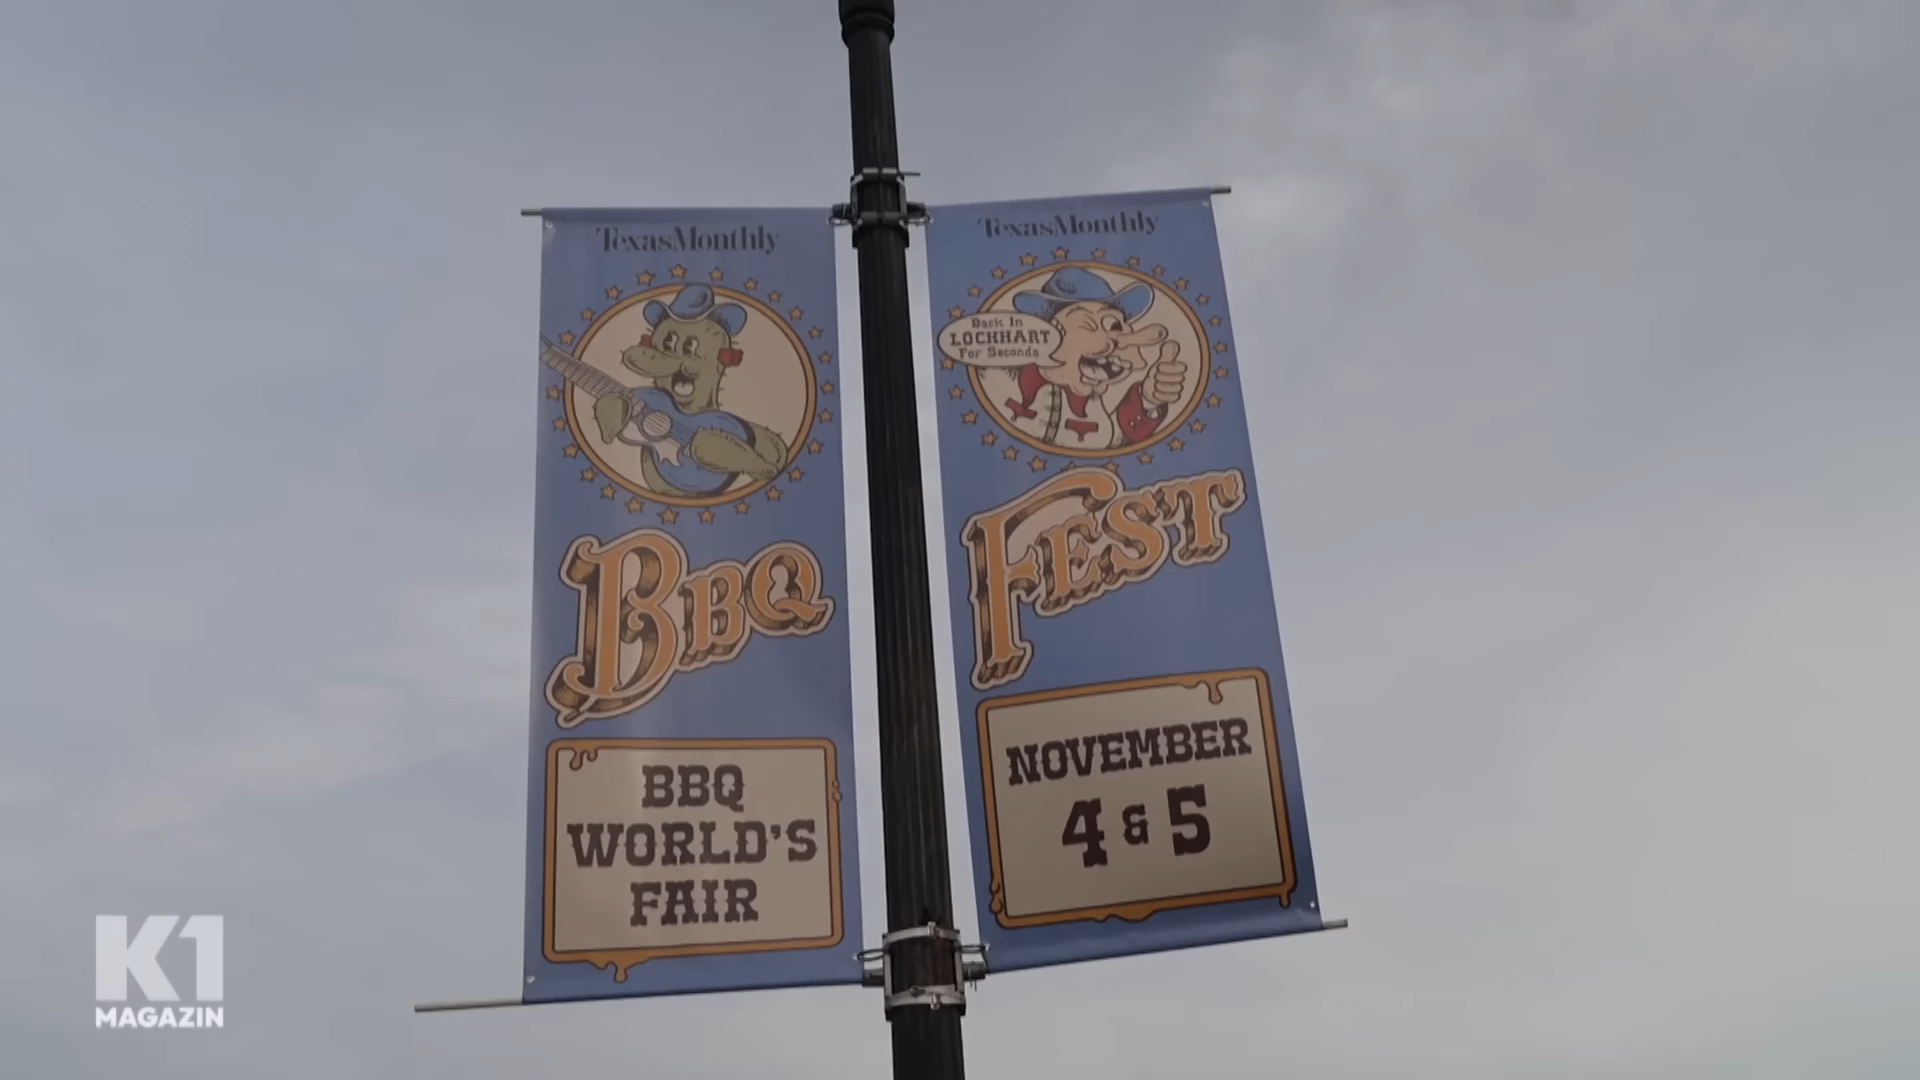 TexasMonthly
BBQ
BBQ
WORLD'S
FAIR
TexasMonthly
Back In
LOCKHART
For Seconds
FEST
NOVEMBER
4 & 5
K1
MAGAZIN